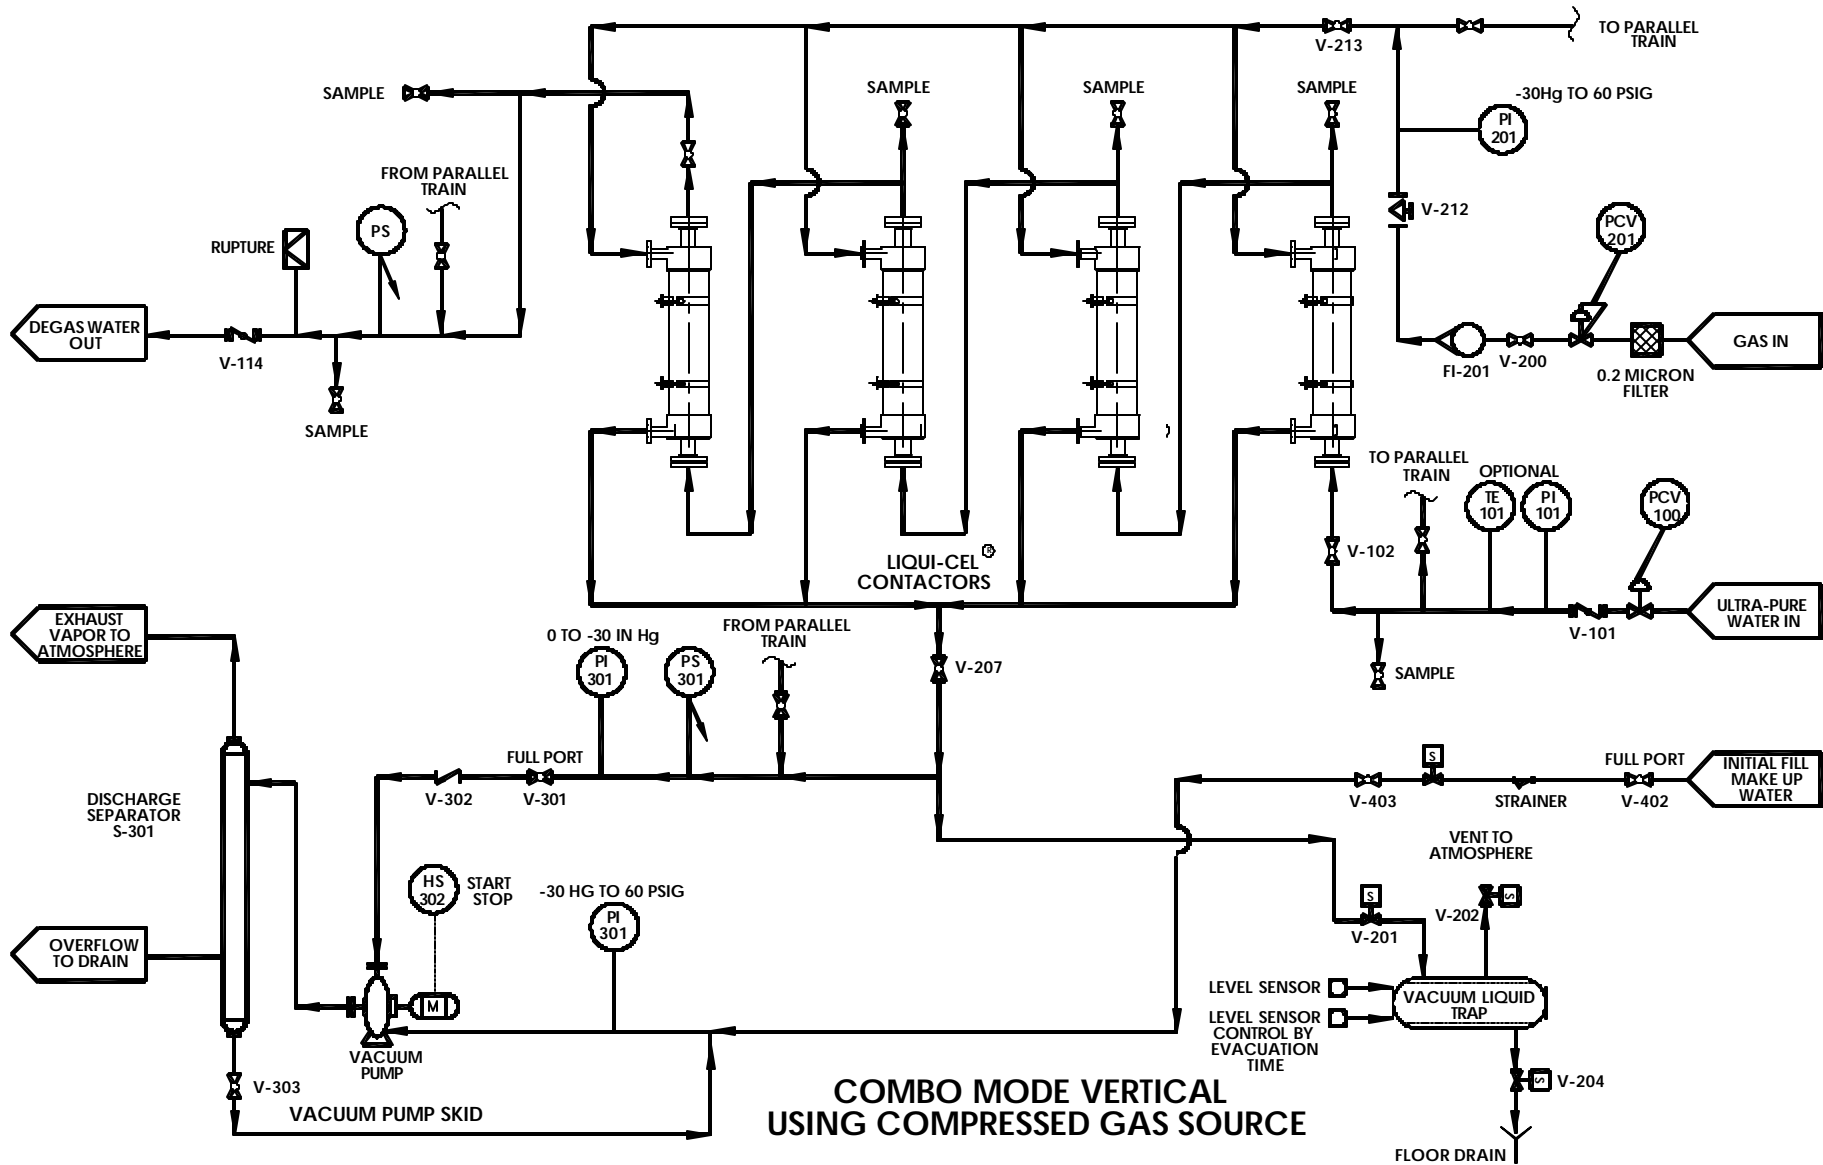 TO PARALLEL
TRAIN
V-213
SAMPLE
SAMPLE
SAMPLE
SAMPLE
-30Hg TO 60 PSIG
PI
201
FROM PARALLEL
TRAIN
V-212
PCV
201
PS
RUPTURE
DEGAS WATER
OUT
V-114
SAMPLE
FI-201
V-200
0.2 MICRON
FILTER
GAS IN
TO PARALLEL
TRAIN
OPTIONAL
TE
101
PI
101
PCV
100
V-102
LIQUI-CEL ®
CONTACTORS
V-101
ULTRA-PURE
WATER IN
SAMPLE
EXHAUST
VAPOR TO
ATMOSPHERE
0 TO -30 IN Hg
PI
301
PS
301
FROM PARALLEL
TRAIN
V-207
FULL PORT
V-302
V-301
S
FULL PORT
V-403
STRAINER
V-402
INITIAL FILL
MAKE UP
WATER
DISCHARGE
SEPARATOR
S-301
VENT TO
ATMOSPHERE
HS
302
START
STOP
-30 HG TO 60 PSIG
PI
301
S
V-201
V-202
S
OVERFLOW
TO DRAIN
M
VACUUM
PUMP
LEVEL SENSOR
LEVEL SENSOR
CONTROL BY
EVACUATION
TIME
VACUUM LIQUID
TRAP
V-303
VACUUM PUMP SKID
S
V-204
COMBO MODE VERTICAL
USING COMPRESSED GAS SOURCE
FLOOR DRAIN